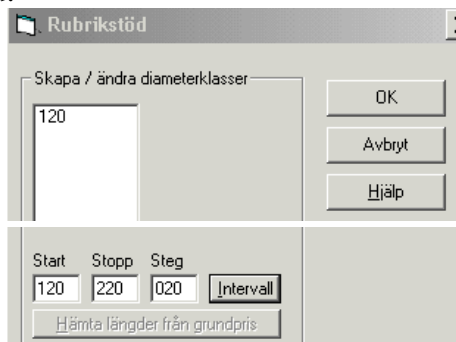 Rubrikstöd
Skapa / ändra diameterklasser
120
OK
Avbryt
Hjälp
Start Stopp Steg
120 220 020 Intervall
Hämta längder från grundpris